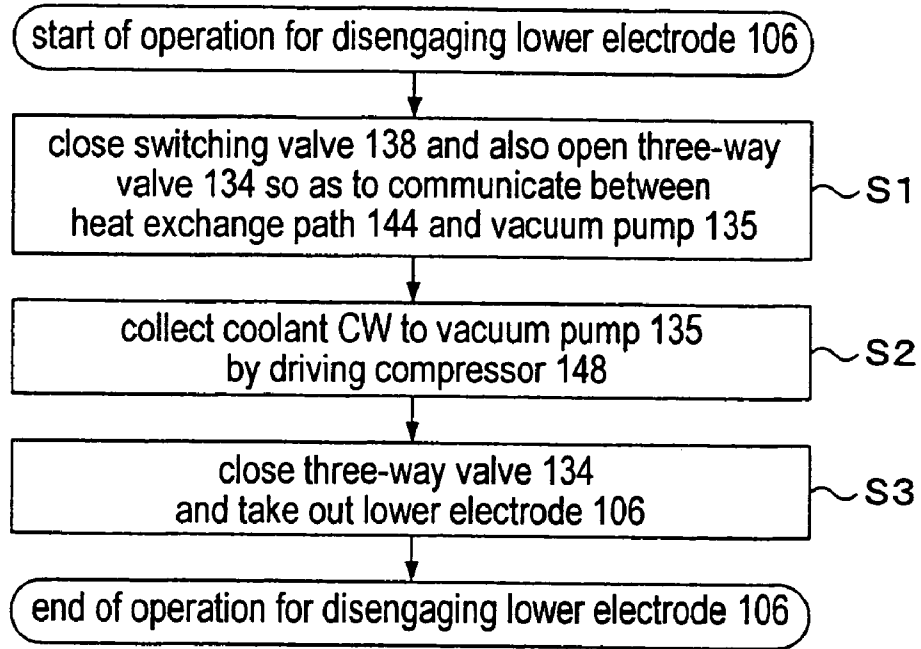 start of operation for disengaging lower electrode 106
close switching valve 138 and also open three-way
valve 134 so as to communicate between
heat exchange path 144 and vacuum pump 135
S1
collect coolant CW to vacuum pump 135
by driving compressor 148
S2
close three-way valve 134
and take out lower electrode 106
S3
end of operation for disengaging lower electrode 106